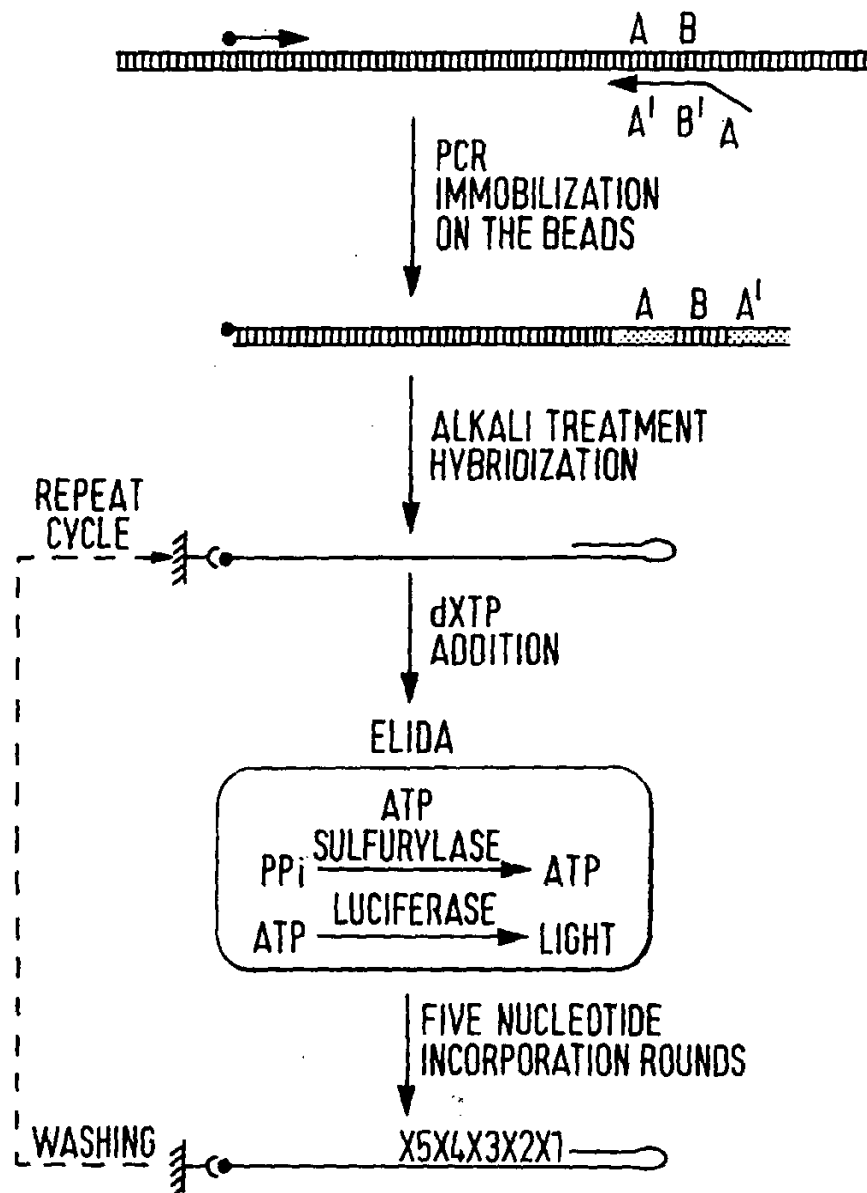 A B
A' B' A
PCR
IMMOBILIZATION
ON THE BEADS
A B A'
ALKALI TREATMENT
HYBRIDIZATION
REPEAT
CYCLE
dXTP
ADDITION
ELIDA
ATP
SULFURYLASE
PPi ATP
LUCIFERASE
ATP LIGHT
FIVE NUCLEOTIDE
INCORPORATION ROUNDS
WASHING
X5X4X3X2X1